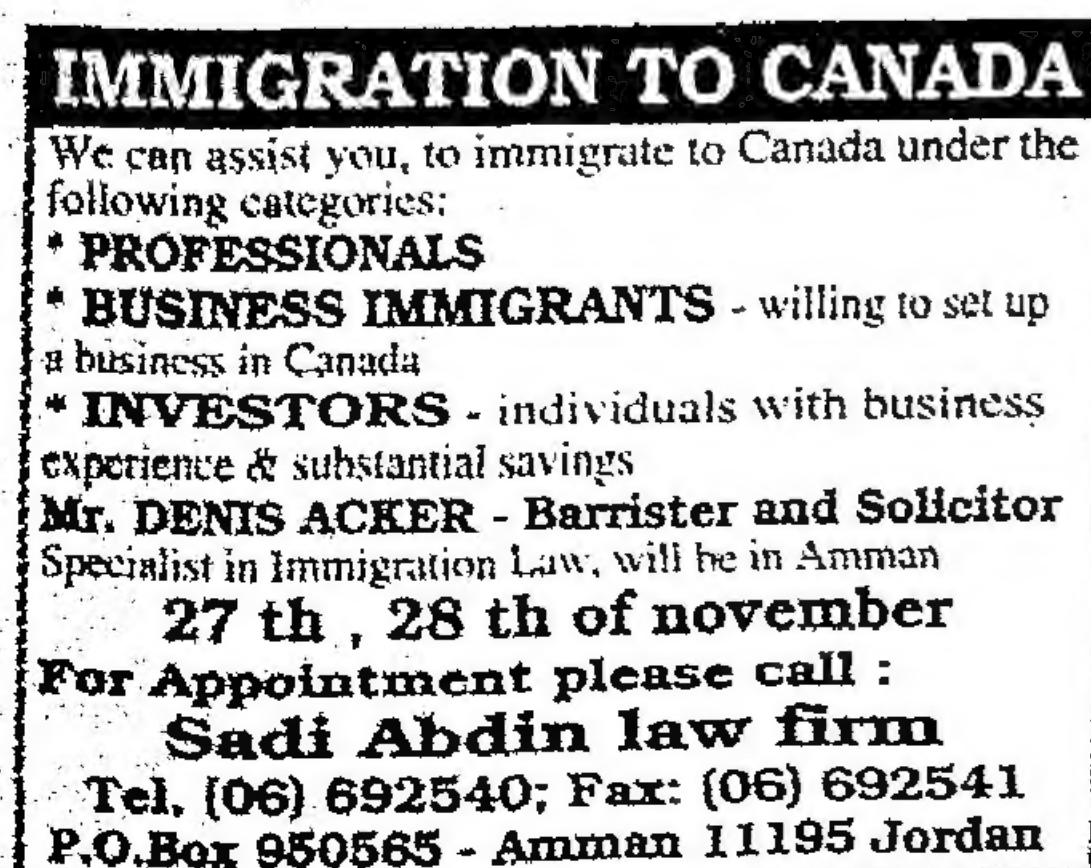 IMMIGRATION TO CANADA
We can assist you, to immigrate to Canada under the
following categories:
* PROFESSIONALS
* BUSINESS IMMIGRANTS - willing to set up
a business in Canada
* INVESTORS - individuals with business
experience & substantial savings
Mr. DENIS ACKER - Barrister and Solicitor
Specialist in Immigration Law, will be in Amman
27 th , 28 th of november
For Appointment please call :
Sadi Abdin law firm
Tel. (06) 692540; Fax: (06) 692541
P.O.Box 950565 - Amman 11195 Jordan